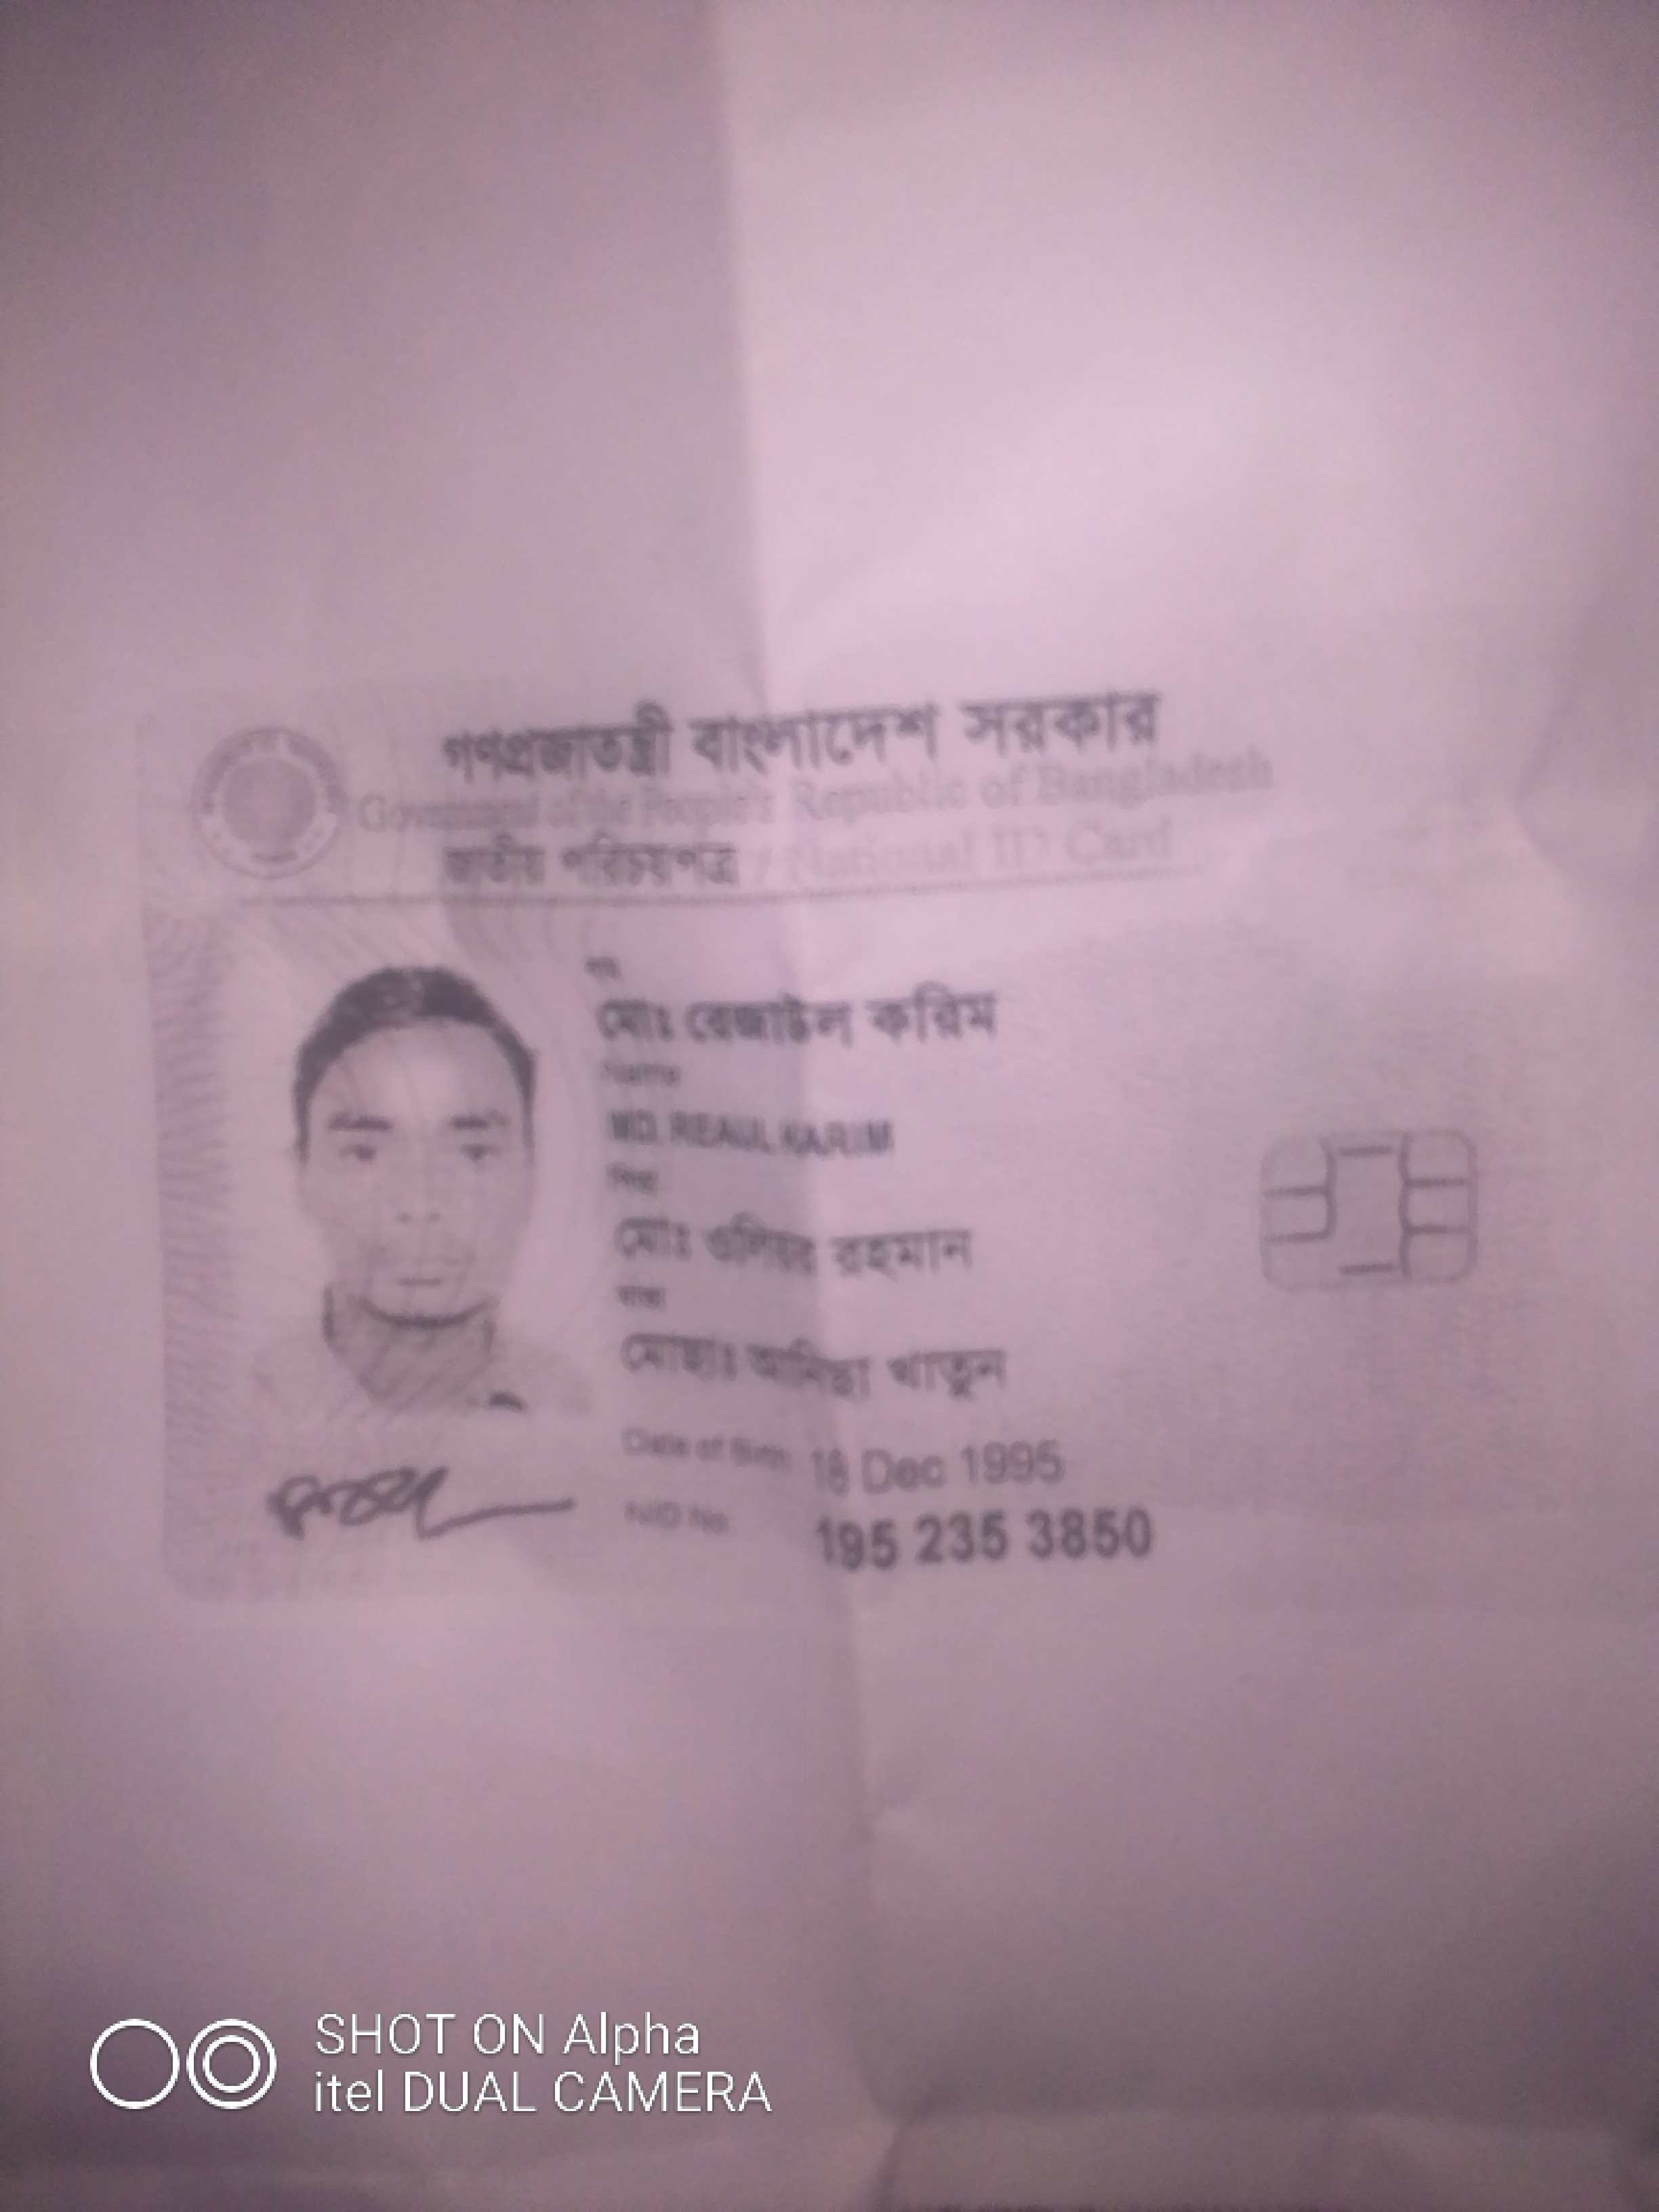 গণপ্রজাতন্ত্রী বাংলাদেশ সরকার
Government of the People's Republic of Bangladesh
জাতীয় পরিচয়পত্র / National ID Card
নাম
মোঃ রেজাউল করিম
Name
MD. REAUL KARIM
পিতা
মোঃ রহমান
মাতা
মোছাঃ খাতুন
Date of Birth 18 Dec 1995
NID No. 195 235 3850
SHOT ON Alpha
itel DUAL CAMERA